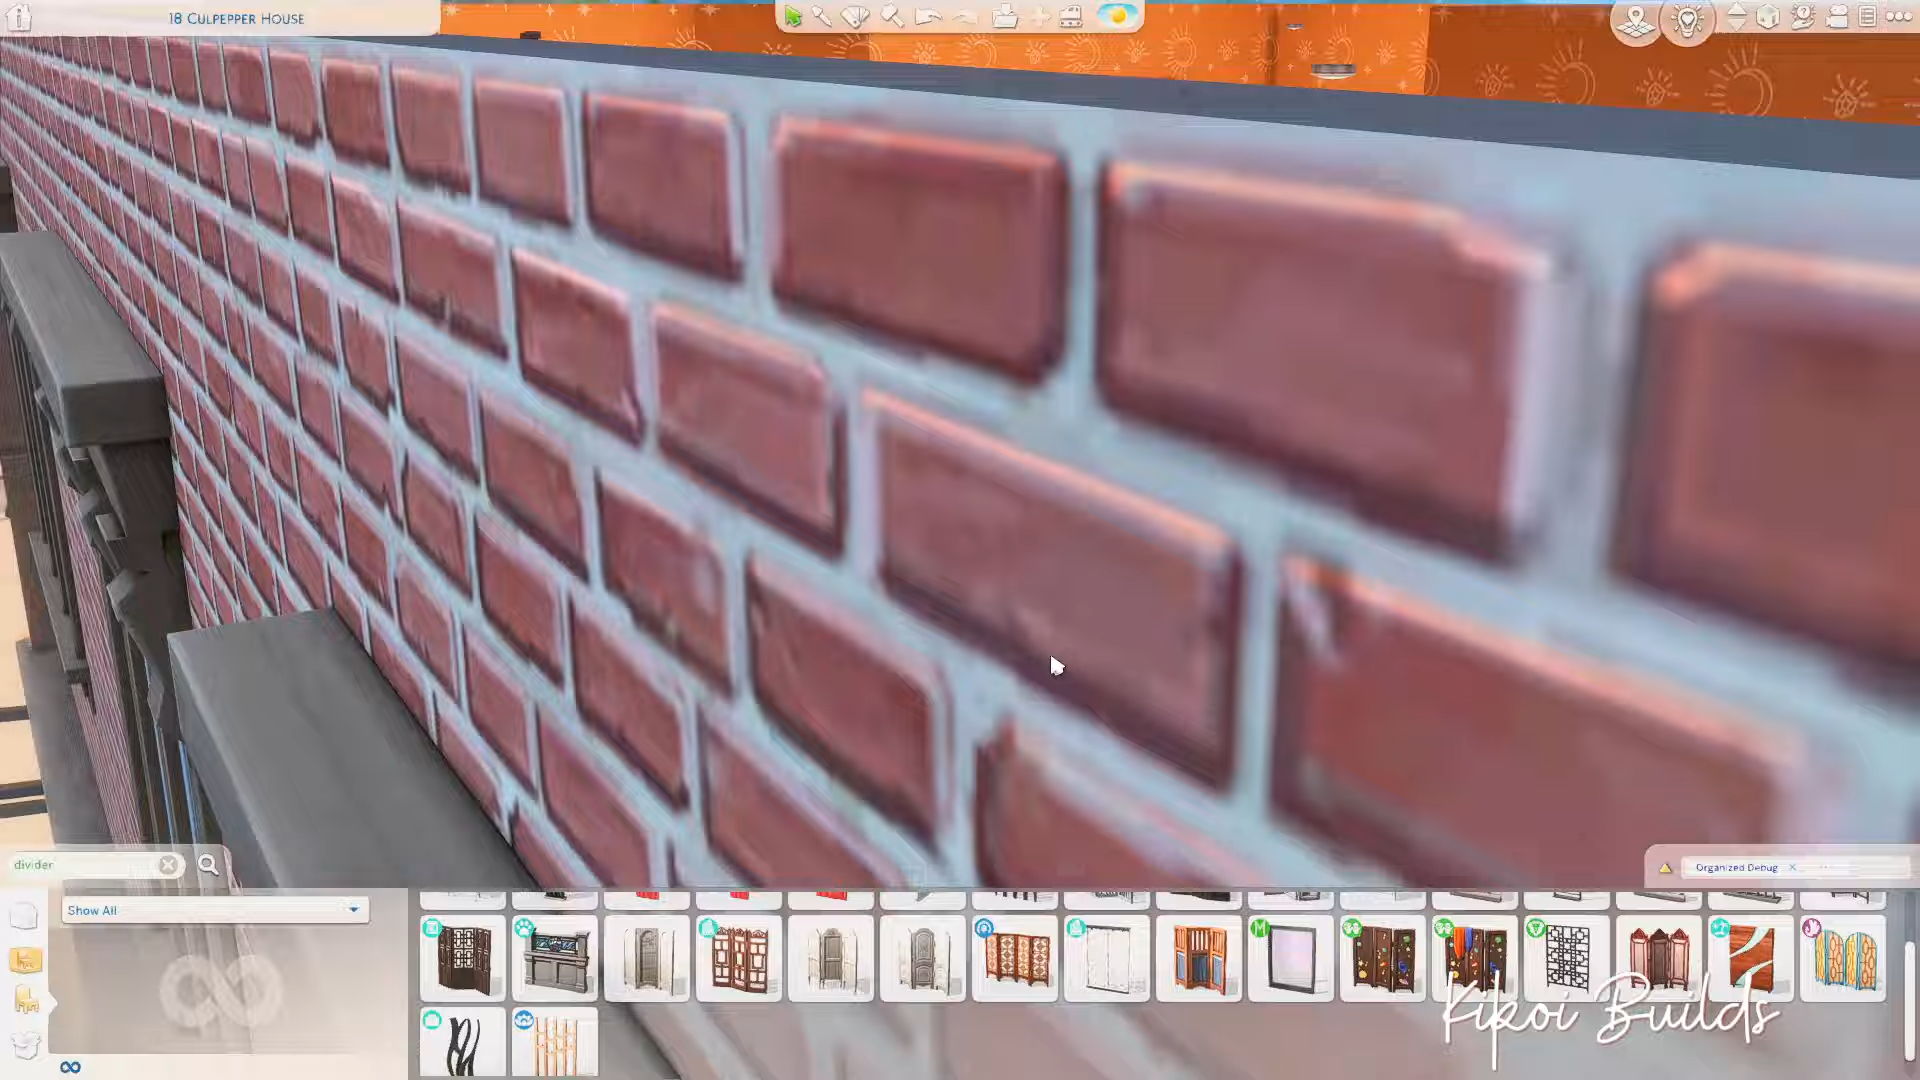 18 Culpepper House
divider
Organized Debug
Show All
Kikoi Builds